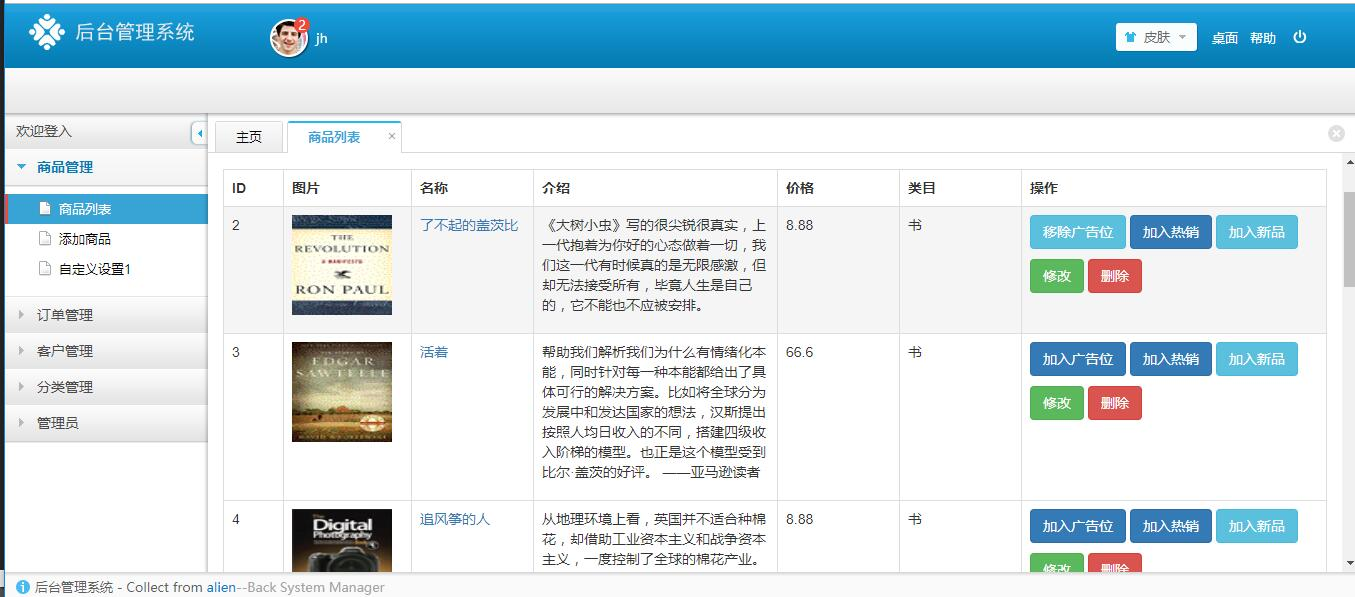 后台管理系统
2
jh
皮肤
桌面 帮助
欢迎登入
商品管理
商品列表
添加商品
自定义设置1
订单管理
客户管理
分类管理
管理员
主页 商品列表 ×
ID 图片 名称 介绍 价格 类目 操作
2
THE
REVOLUTION
A MANIFESTO
RON PAUL
了不起的盖茨比
《大树小虫》写的很尖锐很真实，上
一代抱着为你好的心态做着一切，我
们这一代有时候真的是无限感激，但
却无法接受所有，毕竟人生是自己
的，它不能也不应被安排。
8.88
书
移除广告位 加入热销 加入新品
修改 删除
3
EDGAR
SAWTELLE
DAVID WROBLEWSKI
活着
帮助我们解析我们为什么有情绪化本
能，同时针对每一种本能都给出了具
体可行的解决方案。比如将全球分为
发展中和发达国家的想法，汉斯提出
按照人均日收入的不同，搭建四级收
入阶梯的模型。也正是这个模型受到
比尔·盖茨的好评。 ——亚马逊读者
66.6
书
加入广告位 加入热销 加入新品
修改 删除
4
The
Digital
Photography
追风筝的人
从地理环境上看，英国并不适合种棉
花，却借助工业资本主义和战争资本
主义，一度控制了全球的棉花产业。
8.88
书
加入广告位 加入热销 加入新品
修改 删除
后台管理系统 - Collect from alien--Back System Manager